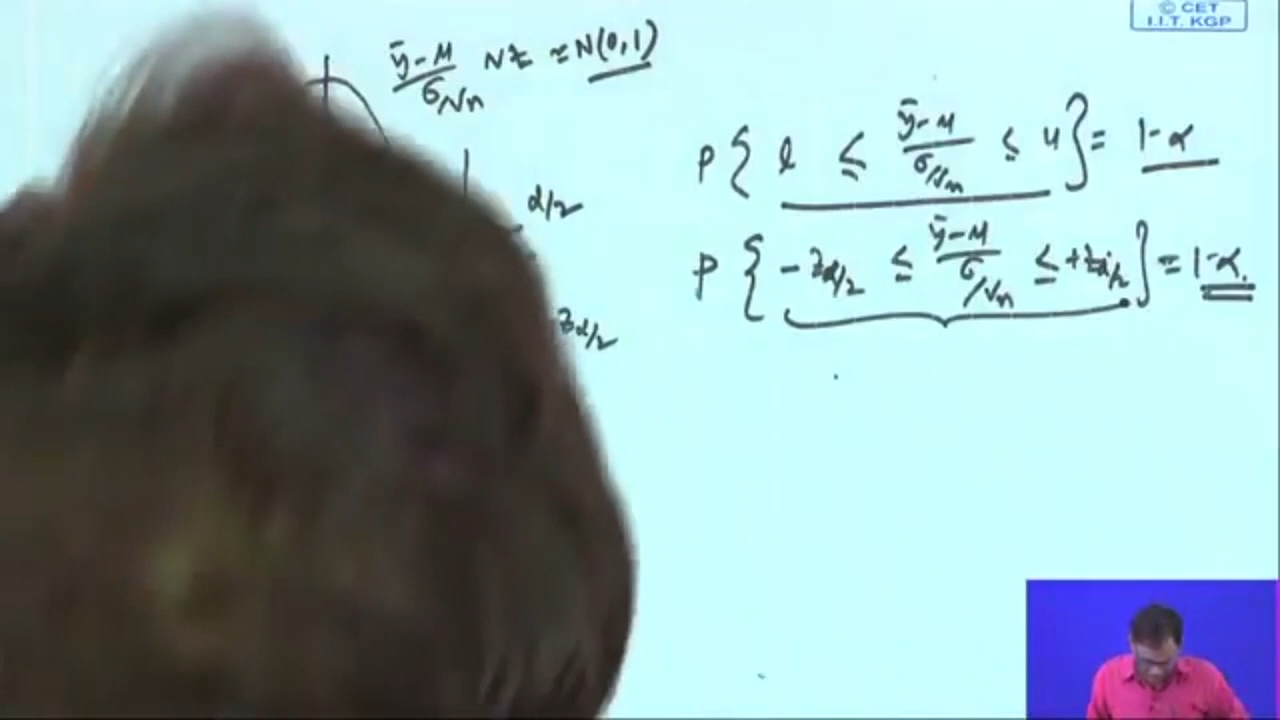 © CET
I.I.T. KGP
ȳ-μ / σ/√n ~ z ≈ N(0,1)
P{ l ≤ ȳ-μ / σ/√n ≤ u } = 1-α
α/2
P{ -zα/2 ≤ ȳ-μ / σ/√n ≤ +zα/2 } = 1-α.
zα/2